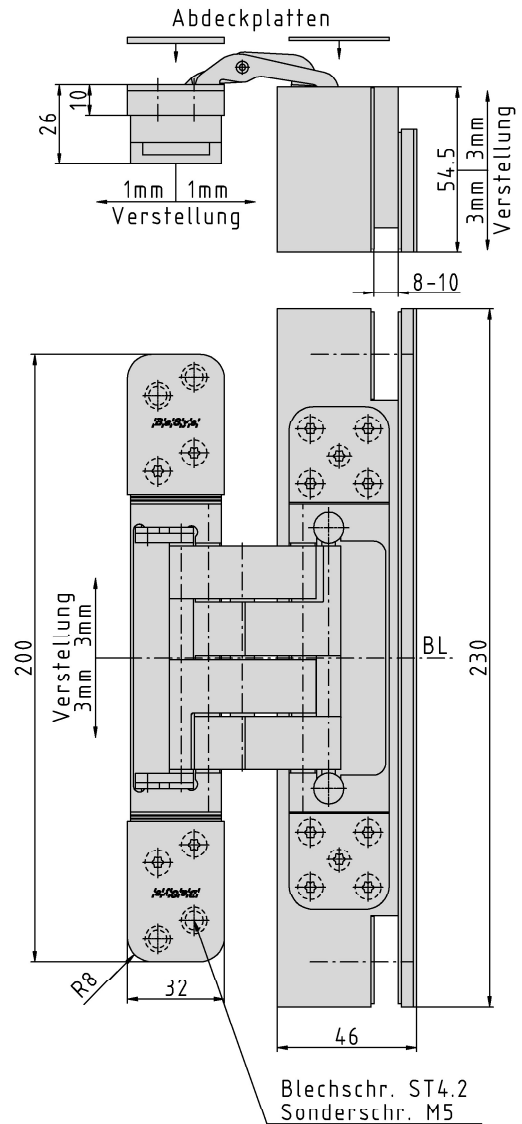 Abdeckplatten
26
10
1mm 1mm
Verstellung
54.5
3mm 3mm
Verstellung
8-10
200
Verstellung
3mm 3mm
BL
230
R8
32
46
Blechschr. ST4.2
Sonderschr. M5